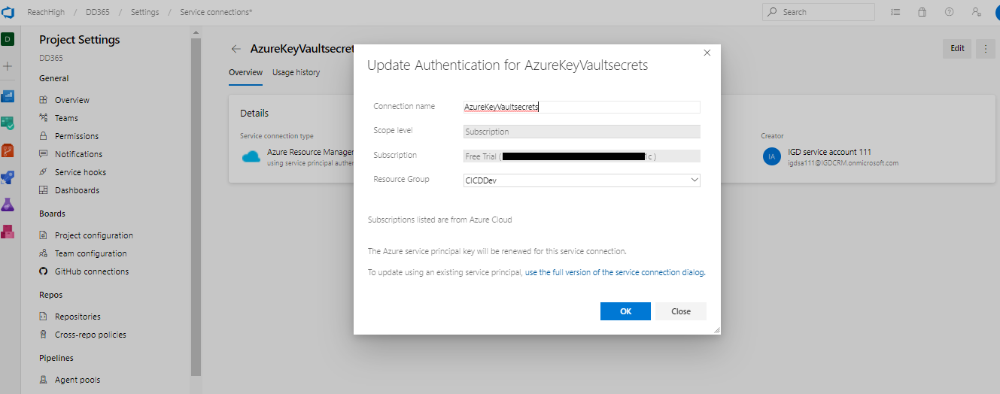 ReachHigh / DD365 / Settings / Service connections*
Search
D
Project Settings
DD365
General
Overview
Teams
Permissions
Notifications
Service hooks
Dashboards
Boards
Project configuration
Team configuration
GitHub connections
Repos
Repositories
Cross-repo policies
Pipelines
Agent pools
AzureKeyVaultsecret
Edit
Overview Usage history
Details
Service connection type
Azure Resource Manage
using service principal authe
Creator
IA
IGD service account 111
igdsa111@IGDCRM.onmicrosoft.com
Update Authentication for AzureKeyVaultsecrets
Connection name AzureKeyVaultsecrets
Scope level Subscription
Subscription Free Trial ( 1c )
Resource Group CICDDev
Subscriptions listed are from Azure Cloud
The Azure service principal key will be renewed for this service connection.
To update using an existing service principal, use the full version of the service connection dialog.
OK Close